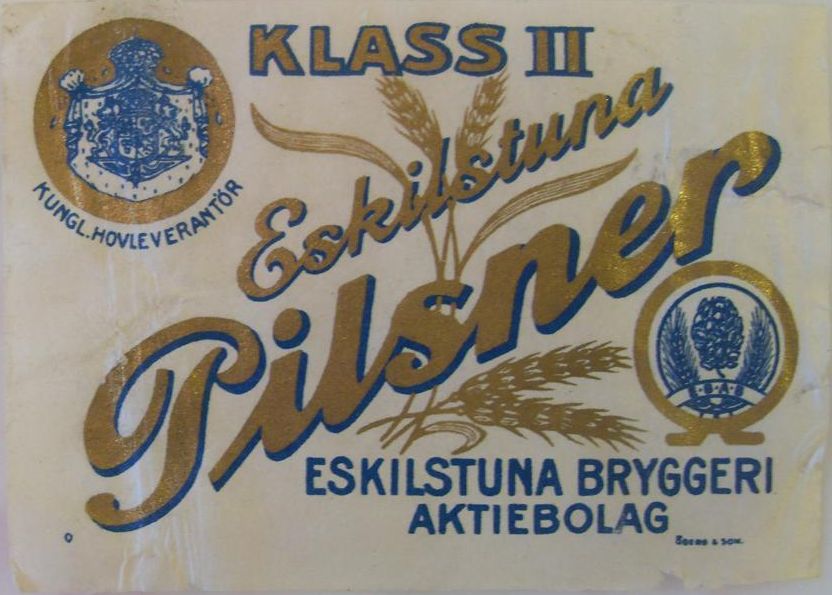 KLASS II
KUNGL. HOVLEVERANTÖR
Eskilstuna
Pilsner
E.B.A.B
ESKILSTUNA BRYGGERI
AKTIEBOLAG
O